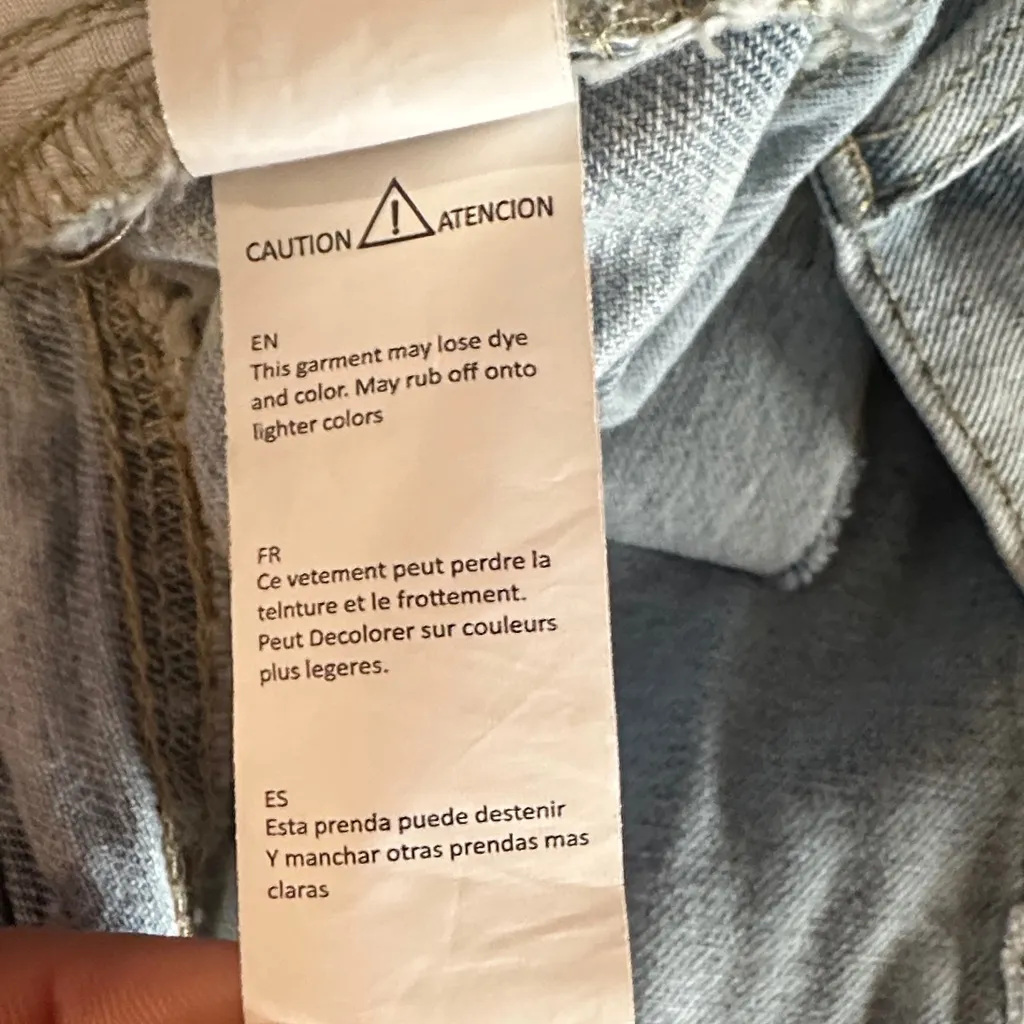 CAUTION ! ATENCION
EN
This garment may lose dye
and color. May rub off onto
lighter colors
FR
Ce vetement peut perdre la
telnture et le frottement.
Peut Decolorer sur couleurs
plus legeres.
ES
Esta prenda puede destenir
Y manchar otras prendas mas
claras